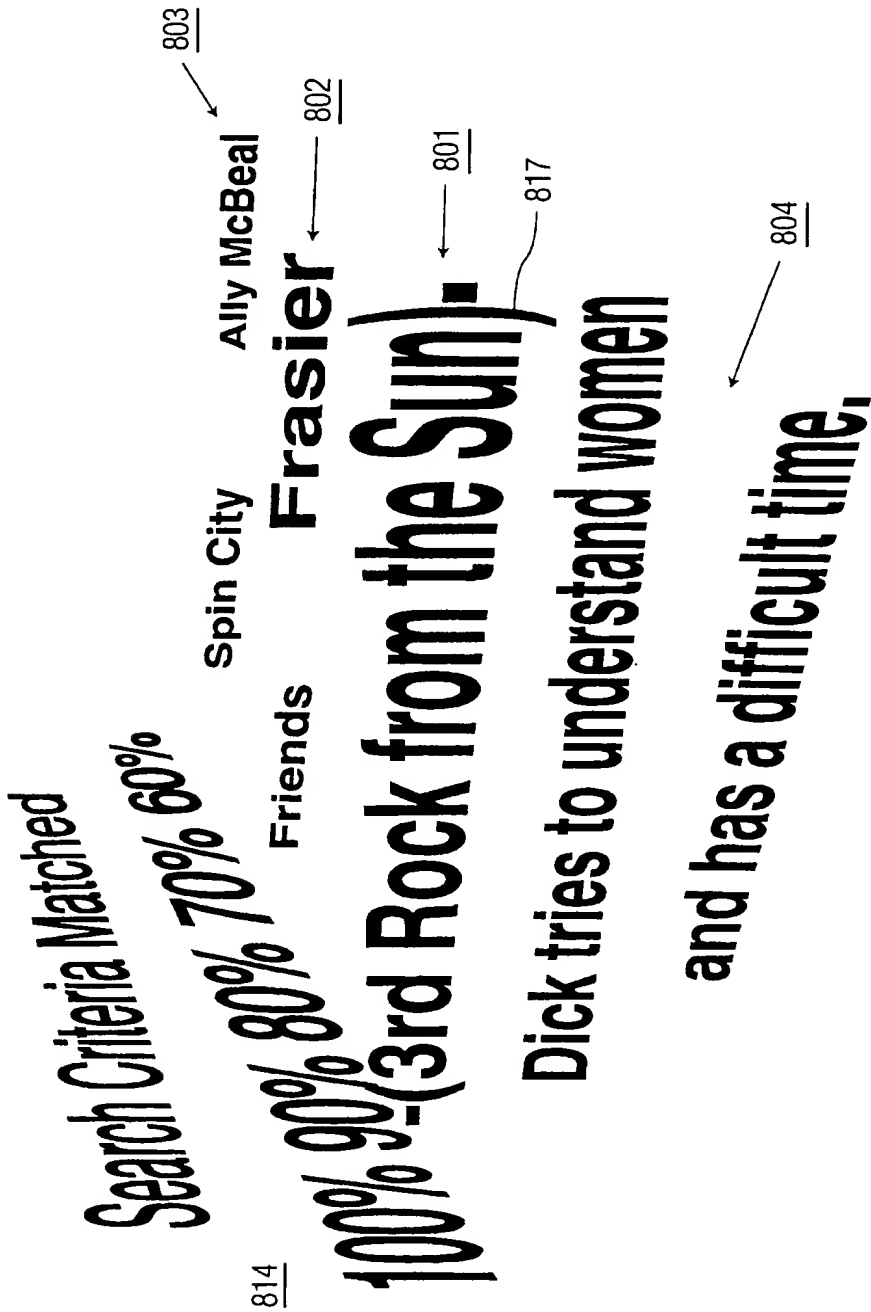 803
Ally McBeal
802
Spin City
Frasier
Friends
801
Search Criteria Matched
814
100% 90% 80% 70% 60%
-(3rd Rock from the Sun)-
817
Dick tries to understand women
804
and has a difficult time.